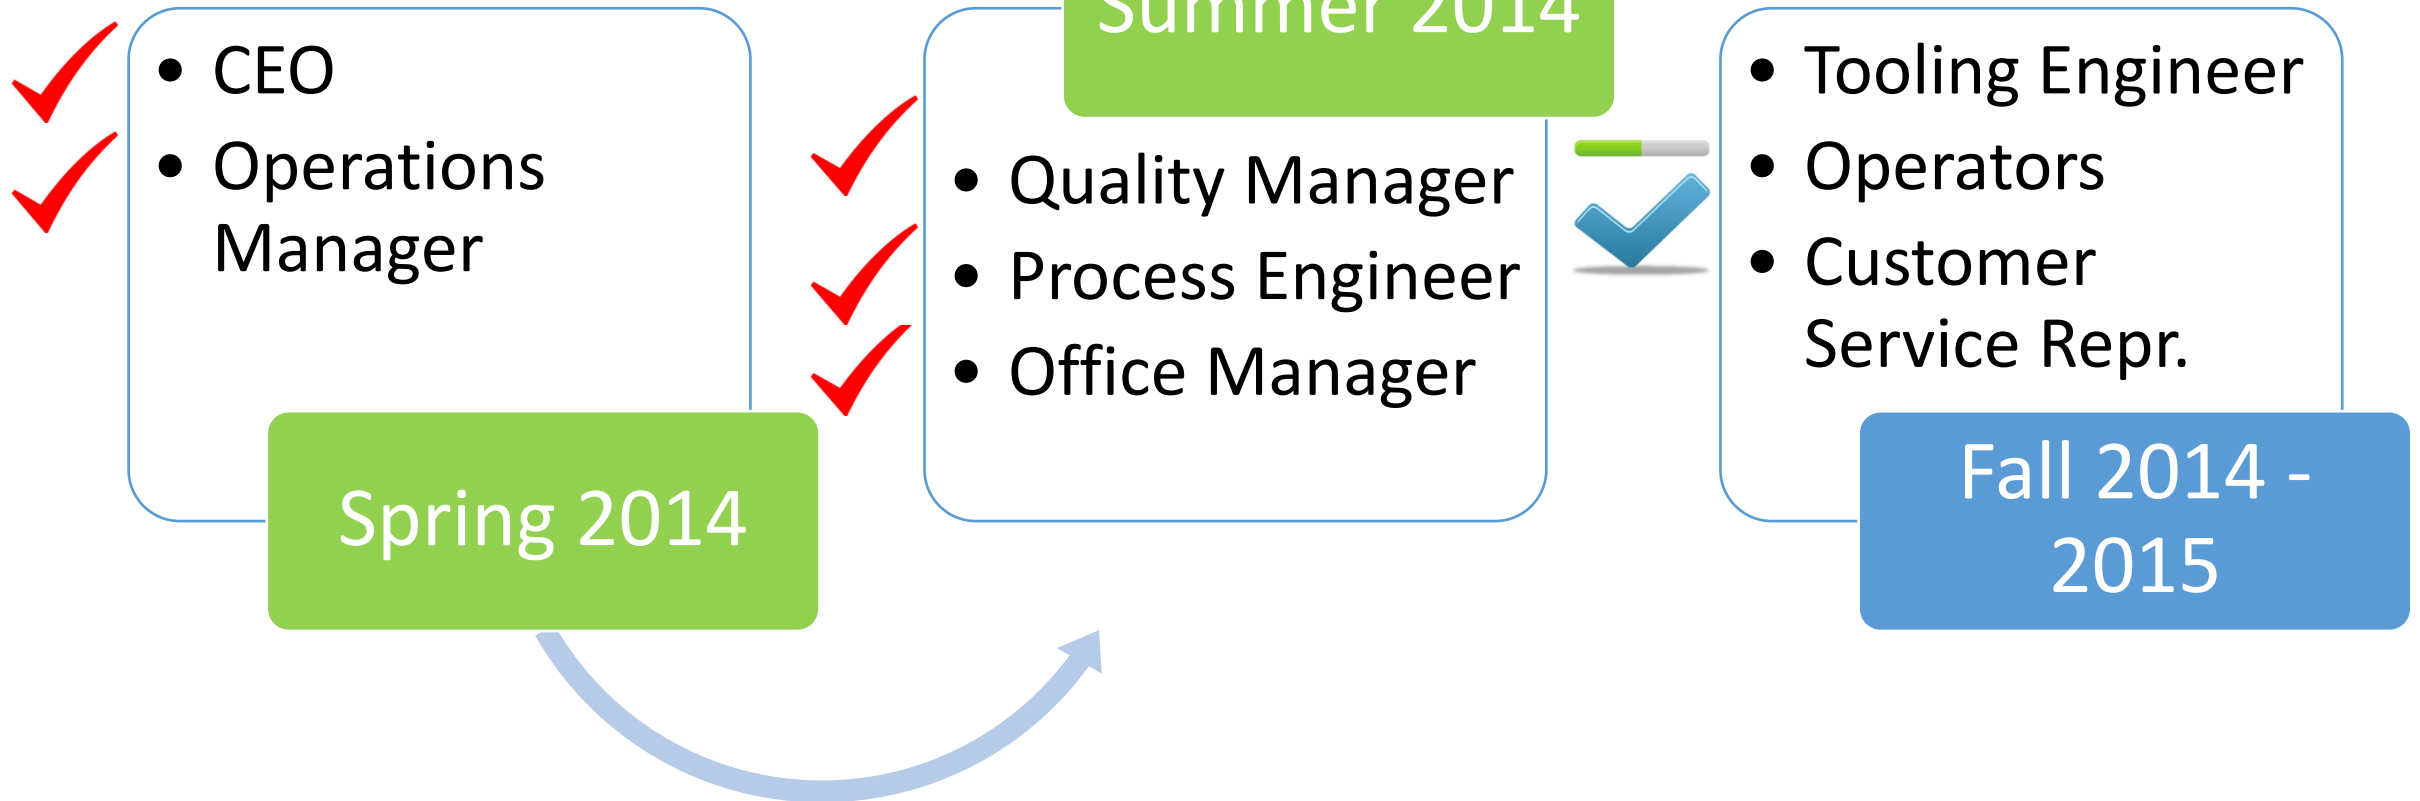 • CEO
• Operations
Manager
Spring 2014
Summer 2014
• Quality Manager
• Process Engineer
• Office Manager
• Tooling Engineer
• Operators
• Customer
Service Repr.
Fall 2014 -
2015